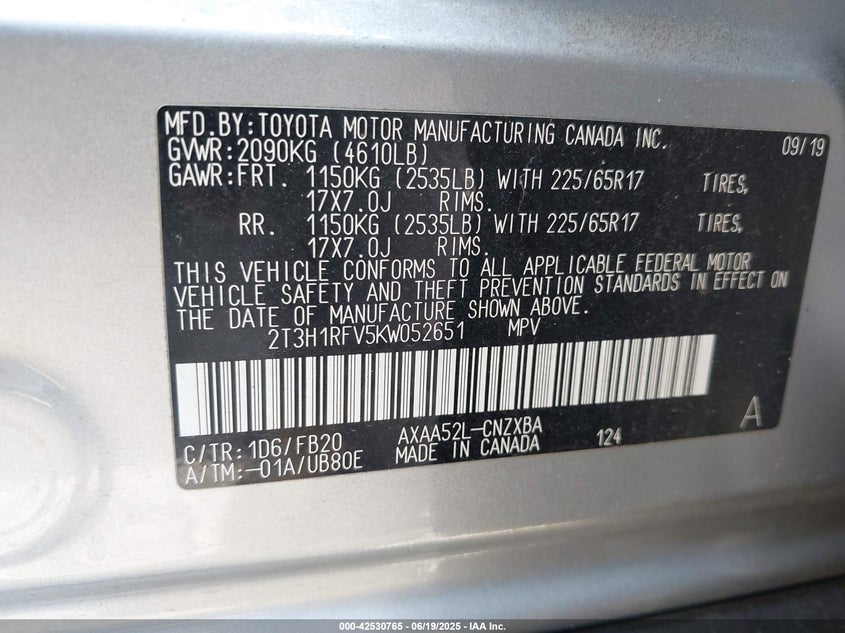 MFD.BY:TOYOTA MOTOR MANUFACTURING CANADA INC. 09/19
GVWR:2090KG (4610LB)
GAWR:FRT. 1150KG (2535LB) WITH 225/65R17 TIRES,
17X7.0J RIMS.
RR. 1150KG (2535LB) WITH 225/65R17 TIRES,
17X7.0J RIMS.
THIS VEHICLE CONFORMS TO ALL APPLICABLE FEDERAL MOTOR
VEHICLE SAFETY AND THEFT PREVENTION STANDARDS IN EFFECT ON
THE DATE OF MANUFACTURE SHOWN ABOVE.
2T3H1RFV5KW052651 MPV
C/TR:1D6/FB20 AXAA52L-CNZXBA 124 A
A/TM:-01A/UB80E MADE IN CANADA
000-42530765 - 06/19/2025 - IAA Inc.